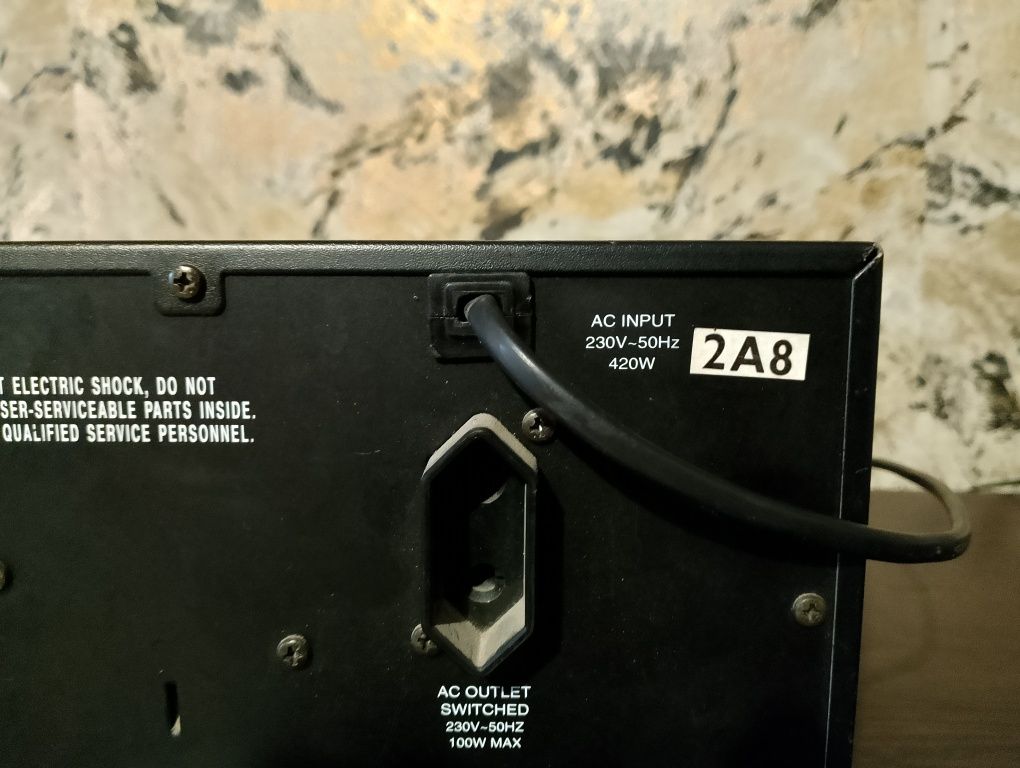 AC INPUT
230V~50Hz
420W
2A8
T ELECTRIC SHOCK, DO NOT
SER-SERVICEABLE PARTS INSIDE.
QUALIFIED SERVICE PERSONNEL.
AC OUTLET
SWITCHED
230V~50HZ
100W MAX